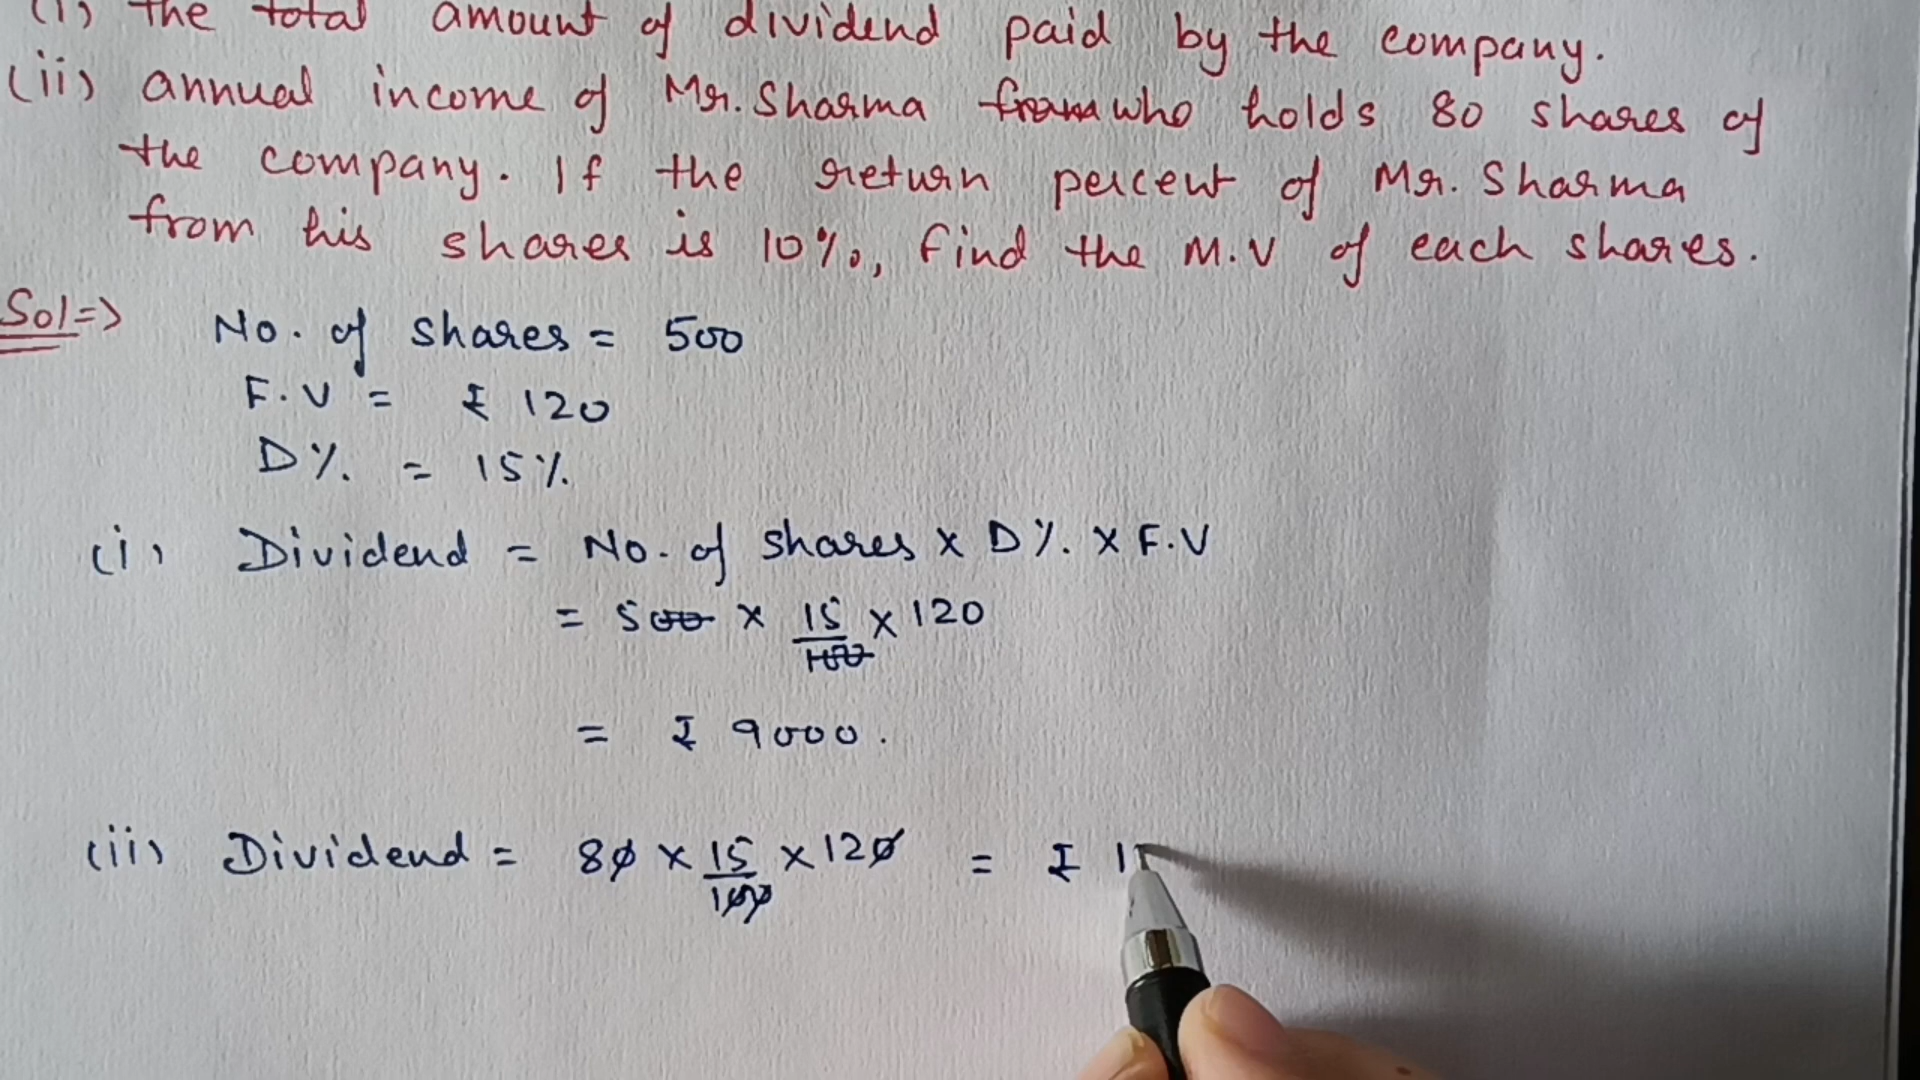 (i) the total amount of dividend paid by the company.
(ii) annual income of Mr. Sharma who holds 80 shares of
the company. If the return percent of Mr. Sharma
from his shares is 10%, find the M.V of each shares.
Sol=> No. of shares = 500
F.V = ₹ 120
D% = 15%
(i) Dividend = No. of shares x D% x F.V
= 500 x 15/100 x 120
= ₹ 9000.
(ii) Dividend = 80 x 15/100 x 120 = ₹ 1